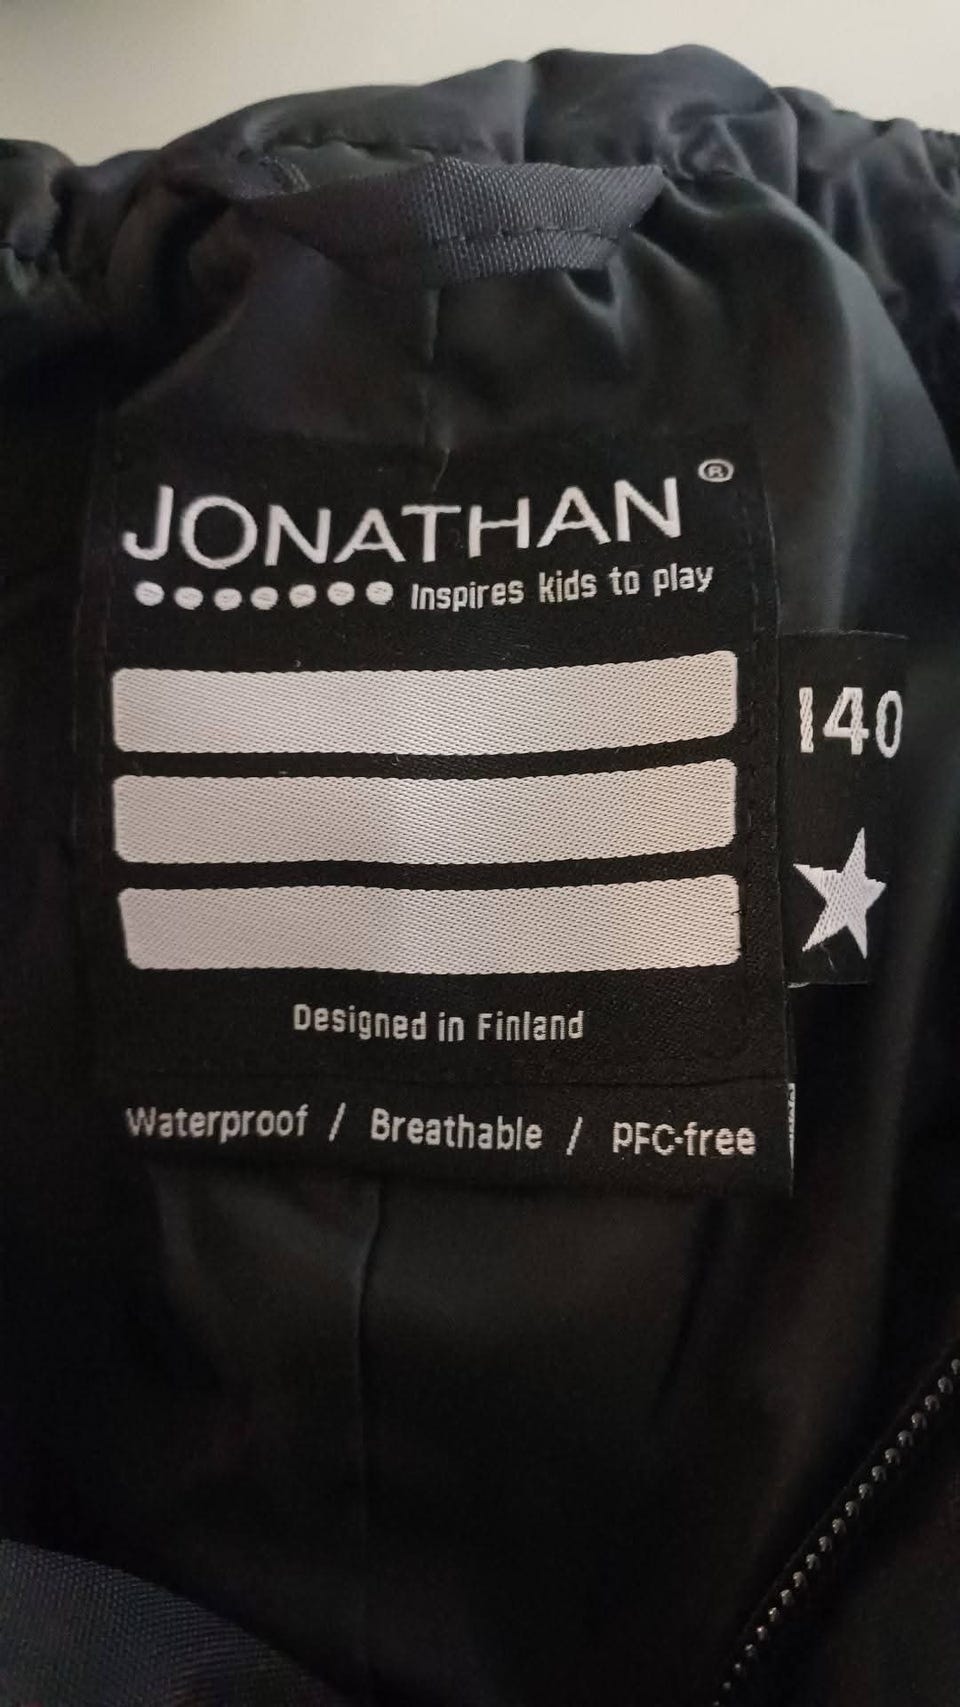 JONATHAN ®
Inspires kids to play
140
Designed in Finland
Waterproof / Breathable / PFC-free